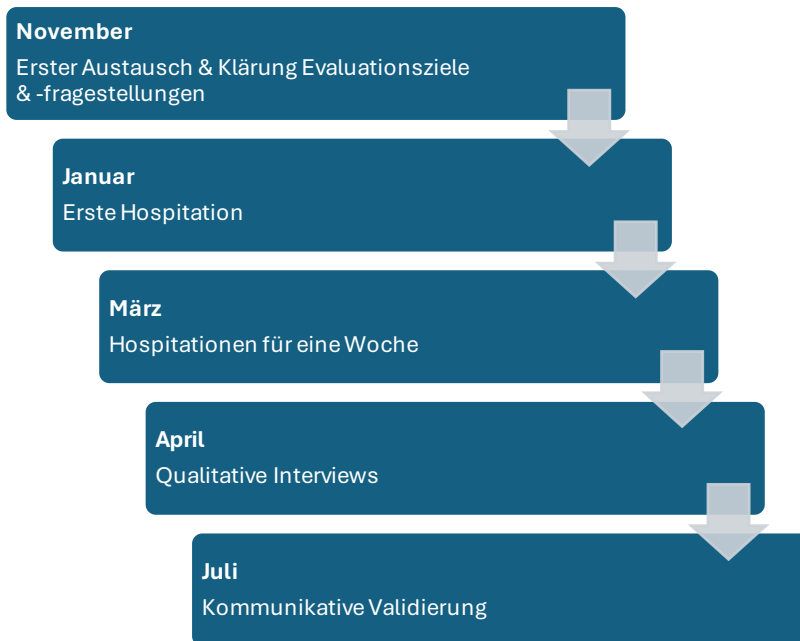 November
Erster Austausch & Klärung Evaluationsziele
& -fragestellungen
Januar
Erste Hospitation
März
Hospitationen für eine Woche
April
Qualitative Interviews
Juli
Kommunikative Validierung